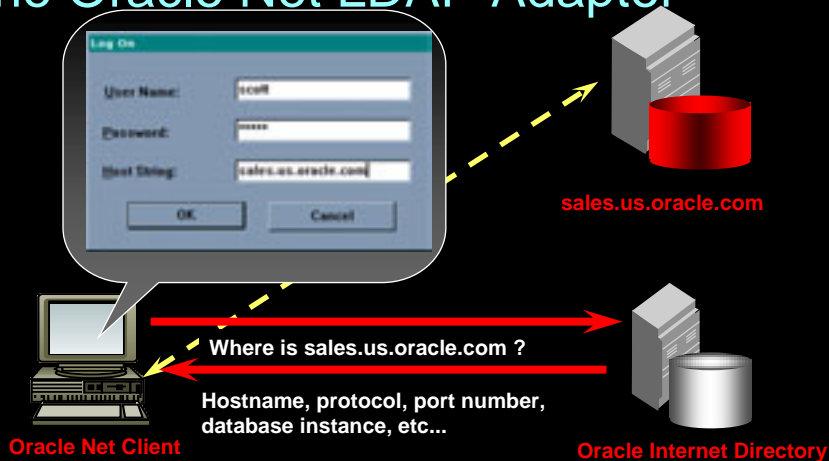 The Oracle Net LDAP Adaptor
Log On
User Name: scott
Password: *****
Host String: sales.us.oracle.com
OK Cancel
sales.us.oracle.com
Where is sales.us.oracle.com ?
Hostname, protocol, port number,
database instance, etc...
Oracle Net Client
Oracle Internet Directory